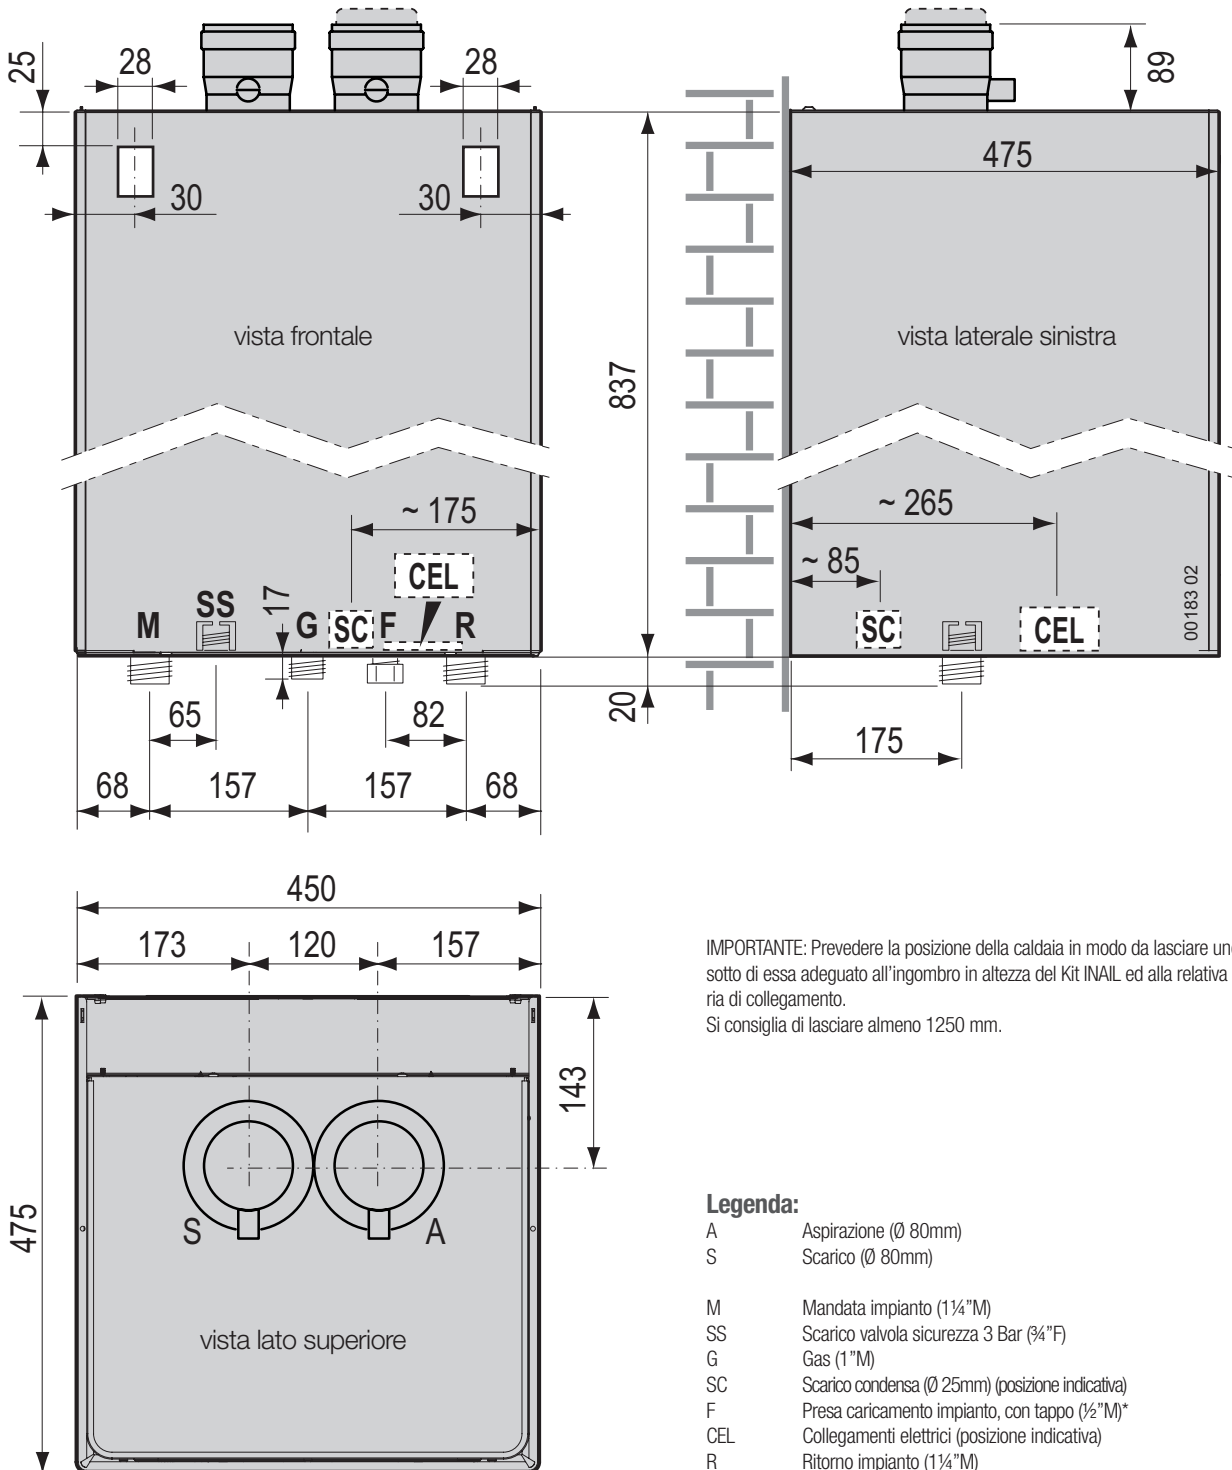 25
28
28
30
30
89
475
vista frontale
vista laterale sinistra
837
~ 175
~ 265
~ 85
CEL
M
SS
17
G
SC
F
R
SC
CEL
00183 02
20
65
82
175
68
157
157
68
450
173
120
157
143
475
S
A
vista lato superiore
IMPORTANTE: Prevedere la posizione della caldaia in modo da lasciare
sotto di essa adeguato all'ingombro in altezza del Kit INAIL ed alla relativa
ria di collegamento.
Si consiglia di lasciare almeno 1250 mm.
Legenda:
A Aspirazione (Ø 80mm)
S Scarico (Ø 80mm)
M Mandata impianto (1¼"M)
SS Scarico valvola sicurezza 3 Bar (¾"F)
G Gas (1"M)
SC Scarico condensa (Ø 25mm) (posizione indicativa)
F Presa caricamento impianto, con tappo (½"M)*
CEL Collegamenti elettrici (posizione indicativa)
R Ritorno impianto (1¼"M)